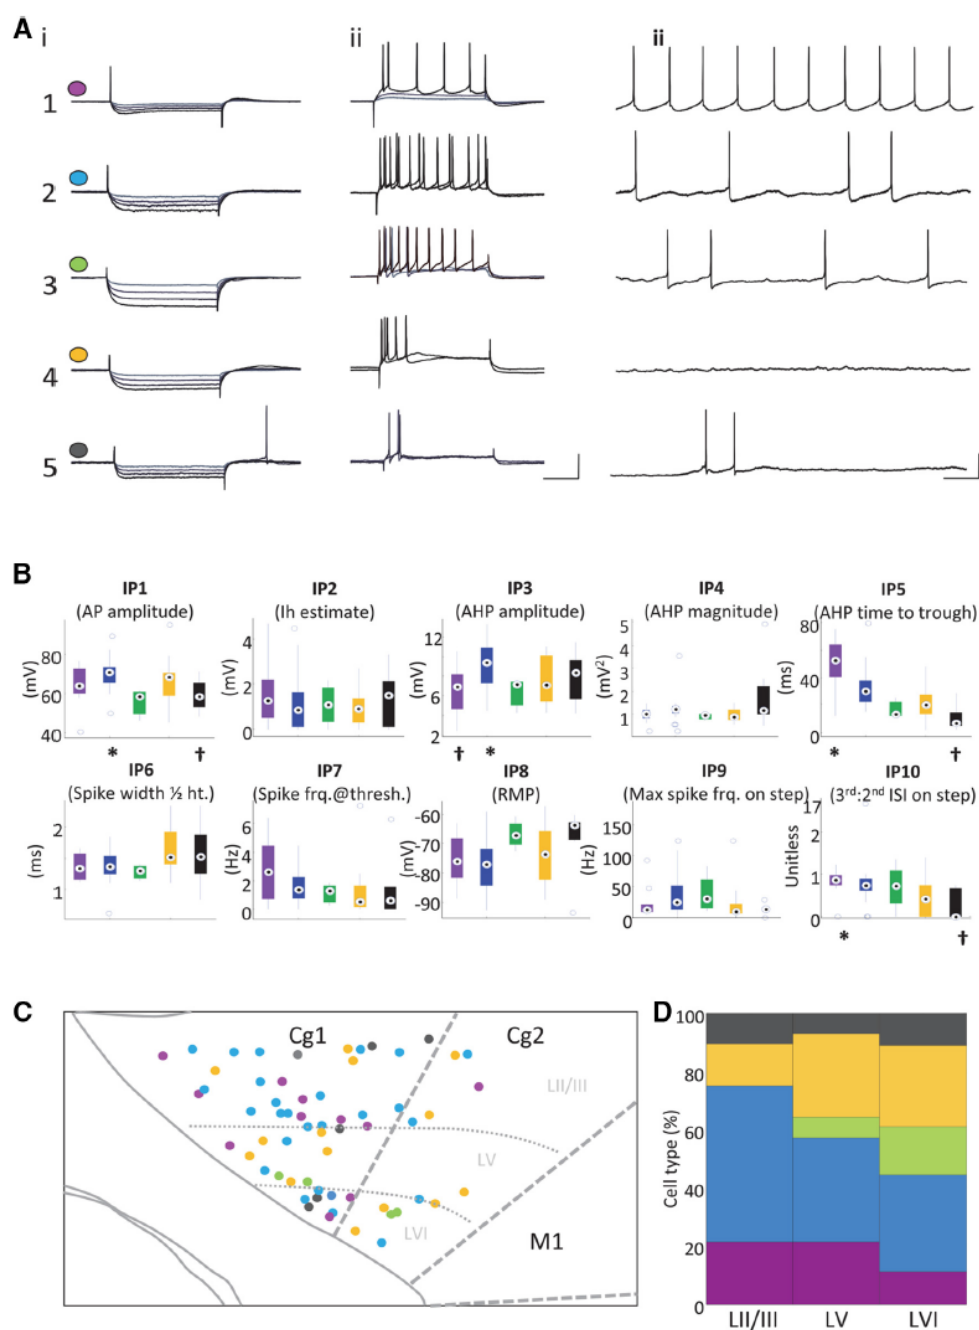 A
i
ii
ii
1
2
3
4
5
B
IP1
(AP amplitude)
(mV)
80
60
40
*
†
IP2
(Ih estimate)
(mV)
4
2
0
IP3
(AHP amplitude)
(mV)
12
6
2
†
*
IP4
(AHP magnitude)
(mV²)
5
4
3
2
1
IP5
(AHP time to trough)
(ms)
80
40
0
*
†
IP6
(Spike width ½ ht.)
(ms)
2
1
IP7
(Spike frq.@thresh.)
(Hz)
6
4
2
0
IP8
(RMP)
(mV)
-60
-70
-80
-90
IP9
(Max spike frq. on step)
(Hz)
150
100
50
0
IP10
(3rd:2nd ISI on step)
Unitless
17
2
1
0
*
†
C
Cg1
Cg2
LII/III
LV
LVI
M1
D
Cell type (%)
100
80
60
40
20
0
LII/III
LV
LVI